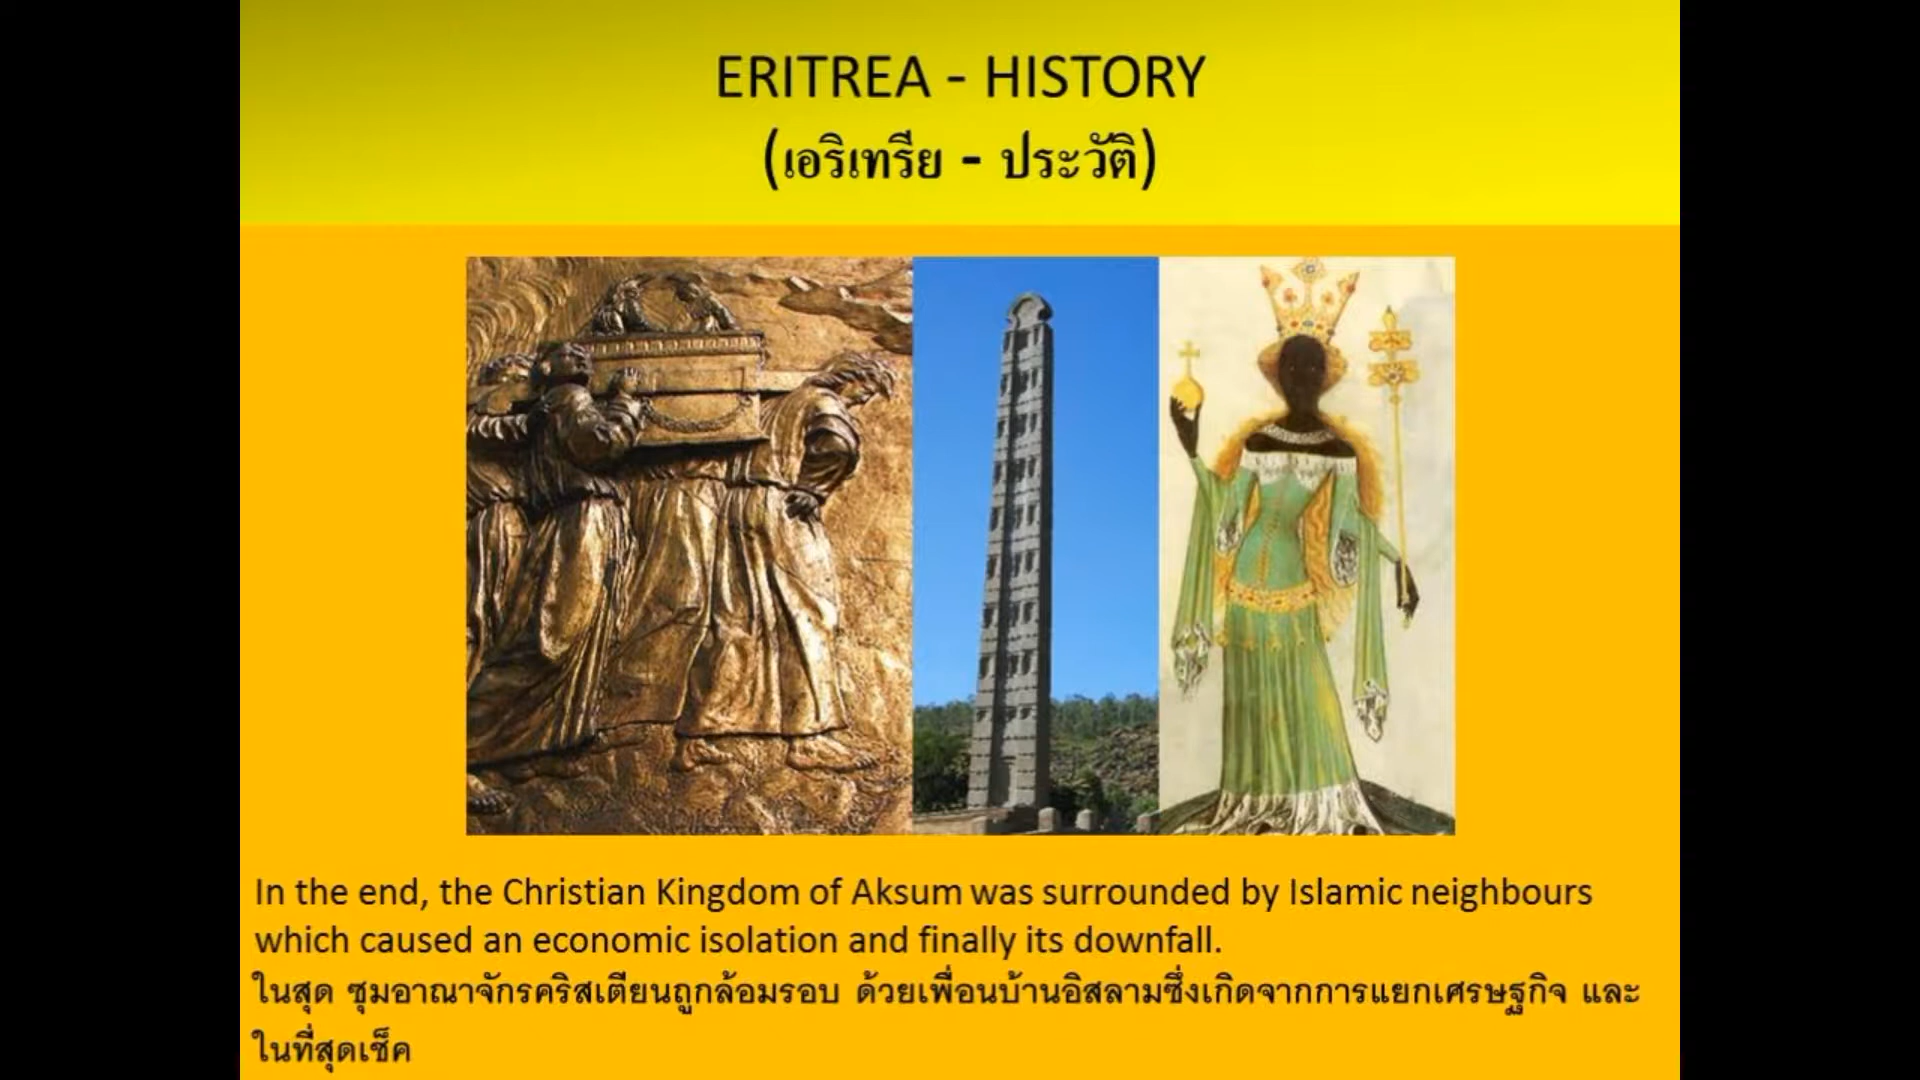 ERITREA - HISTORY
(เอริเทรีย - ประวัติ)
In the end, the Christian Kingdom of Aksum was surrounded by Islamic neighbours
which caused an economic isolation and finally its downfall.
ในสุด ซุมอาณาจักรคริสเตียนถูกล้อมรอบ ด้วยเพื่อนบ้านอิสลามซึ่งเกิดจากการแยกเศรษฐกิจ และ
ในที่สุดเช็ค